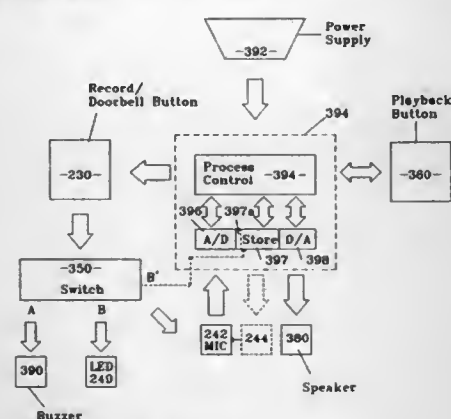 Power
Supply
-392-
Record/
Doorbell Button
394
Playback
Button
-230-
Process
Control -394-
-360-
396 397a
A/D Store D/A
397 398
-350-
Switch
B'
A B
242
MIC
244
380
390
LED
240
Speaker
Buzzer